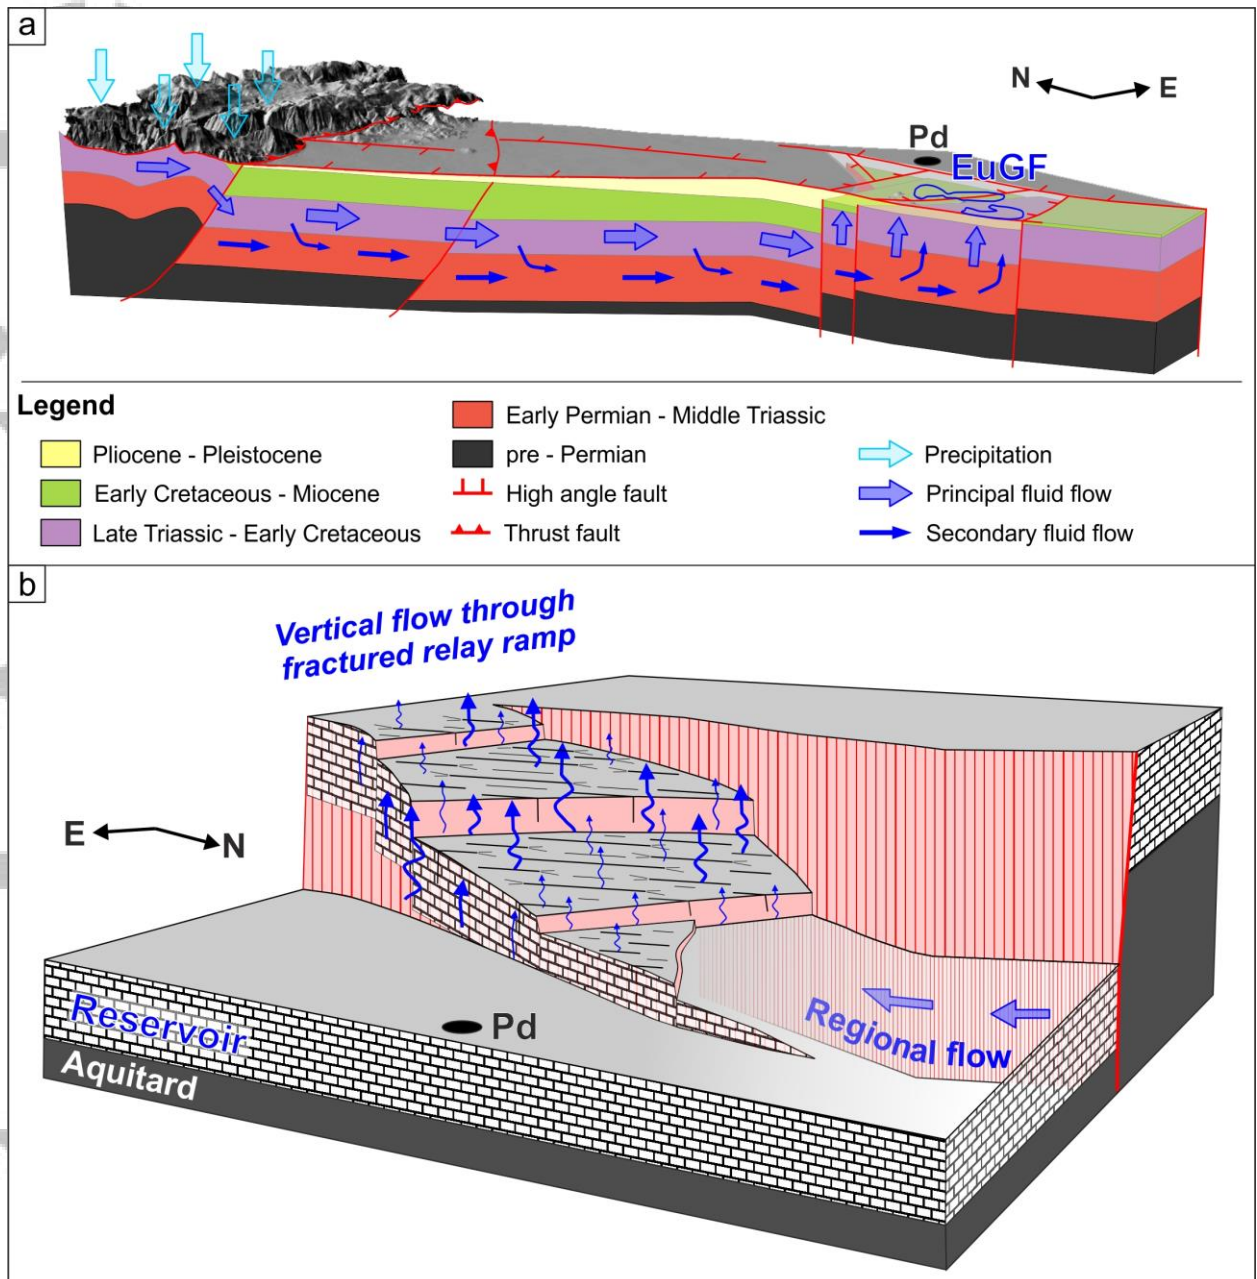 a
N
E
Pd
EuGF
Legend
Pliocene - Pleistocene
Early Cretaceous - Miocene
Late Triassic - Early Cretaceous
Early Permian - Middle Triassic
pre - Permian
High angle fault
Thrust fault
Precipitation
Principal fluid flow
Secondary fluid flow
b
Vertical flow through
fractured relay ramp
E
N
Reservoir
Aquitard
Pd
Regional flow